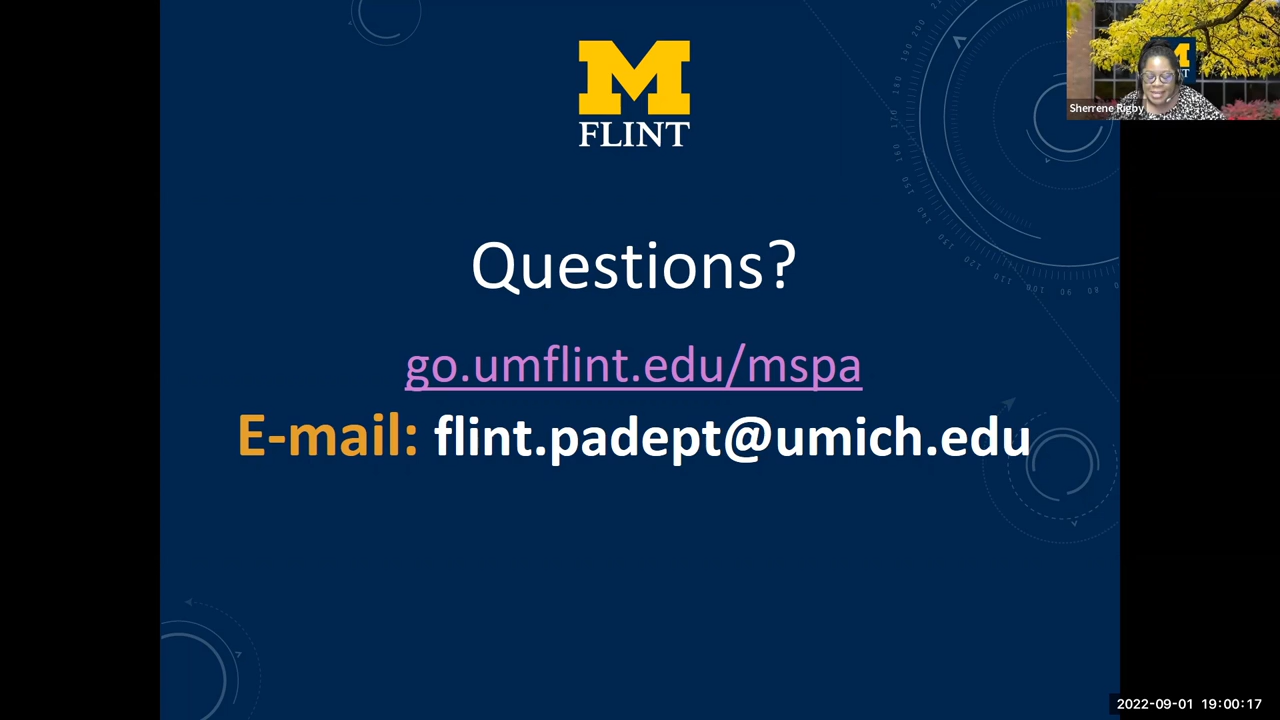 M
FLINT
Sherrene Rigby
Questions?
go.umflint.edu/mspa
E-mail: flint.padept@umich.edu
2022-09-01 19:00:17